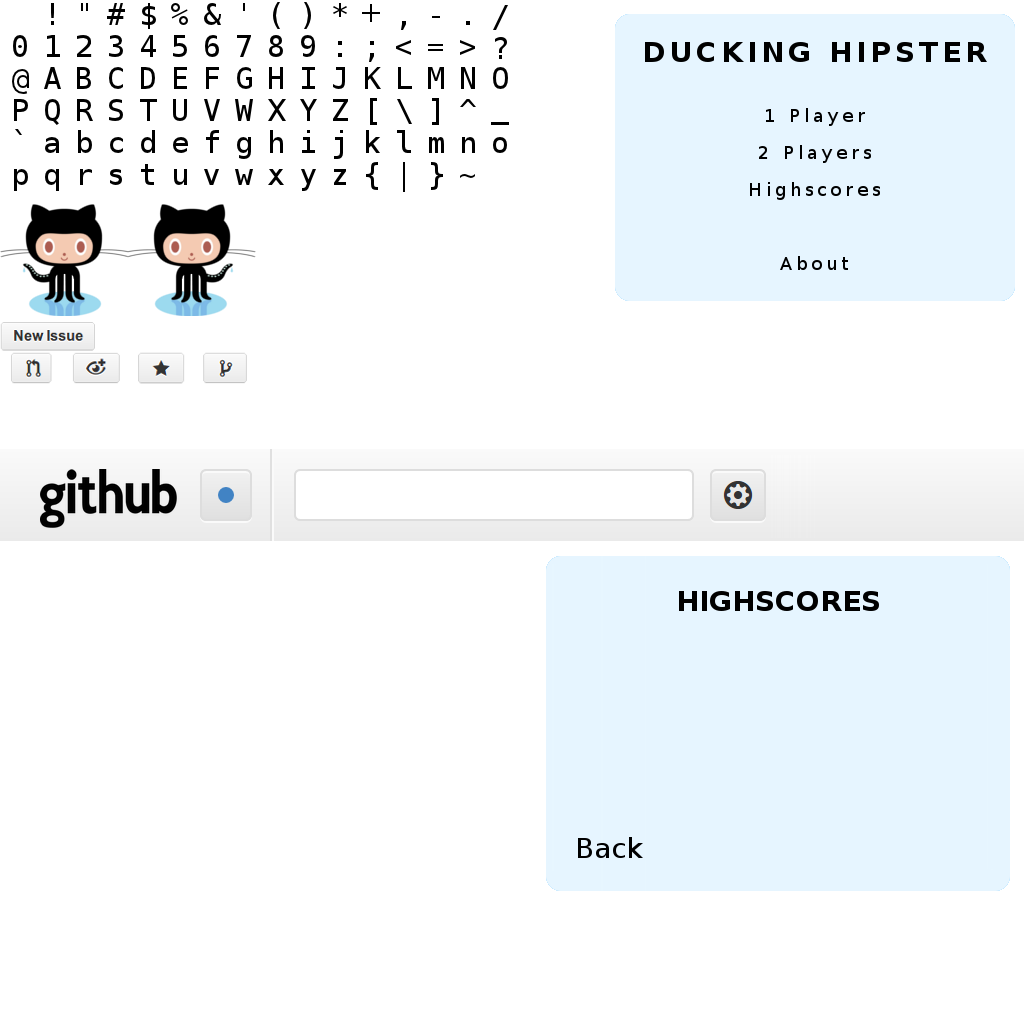 ! " # $ % & ' ( ) * + , - . /
0 1 2 3 4 5 6 7 8 9 : ; < = > ?
@ A B C D E F G H I J K L M N O
P Q R S T U V W X Y Z [ \ ] ^ _
` a b c d e f g h i j k l m n o
p q r s t u v w x y z { | } ~
DUCKING HIPSTER
1 Player
2 Players
Highscores
About
New Issue
github
HIGHSCORES
Back